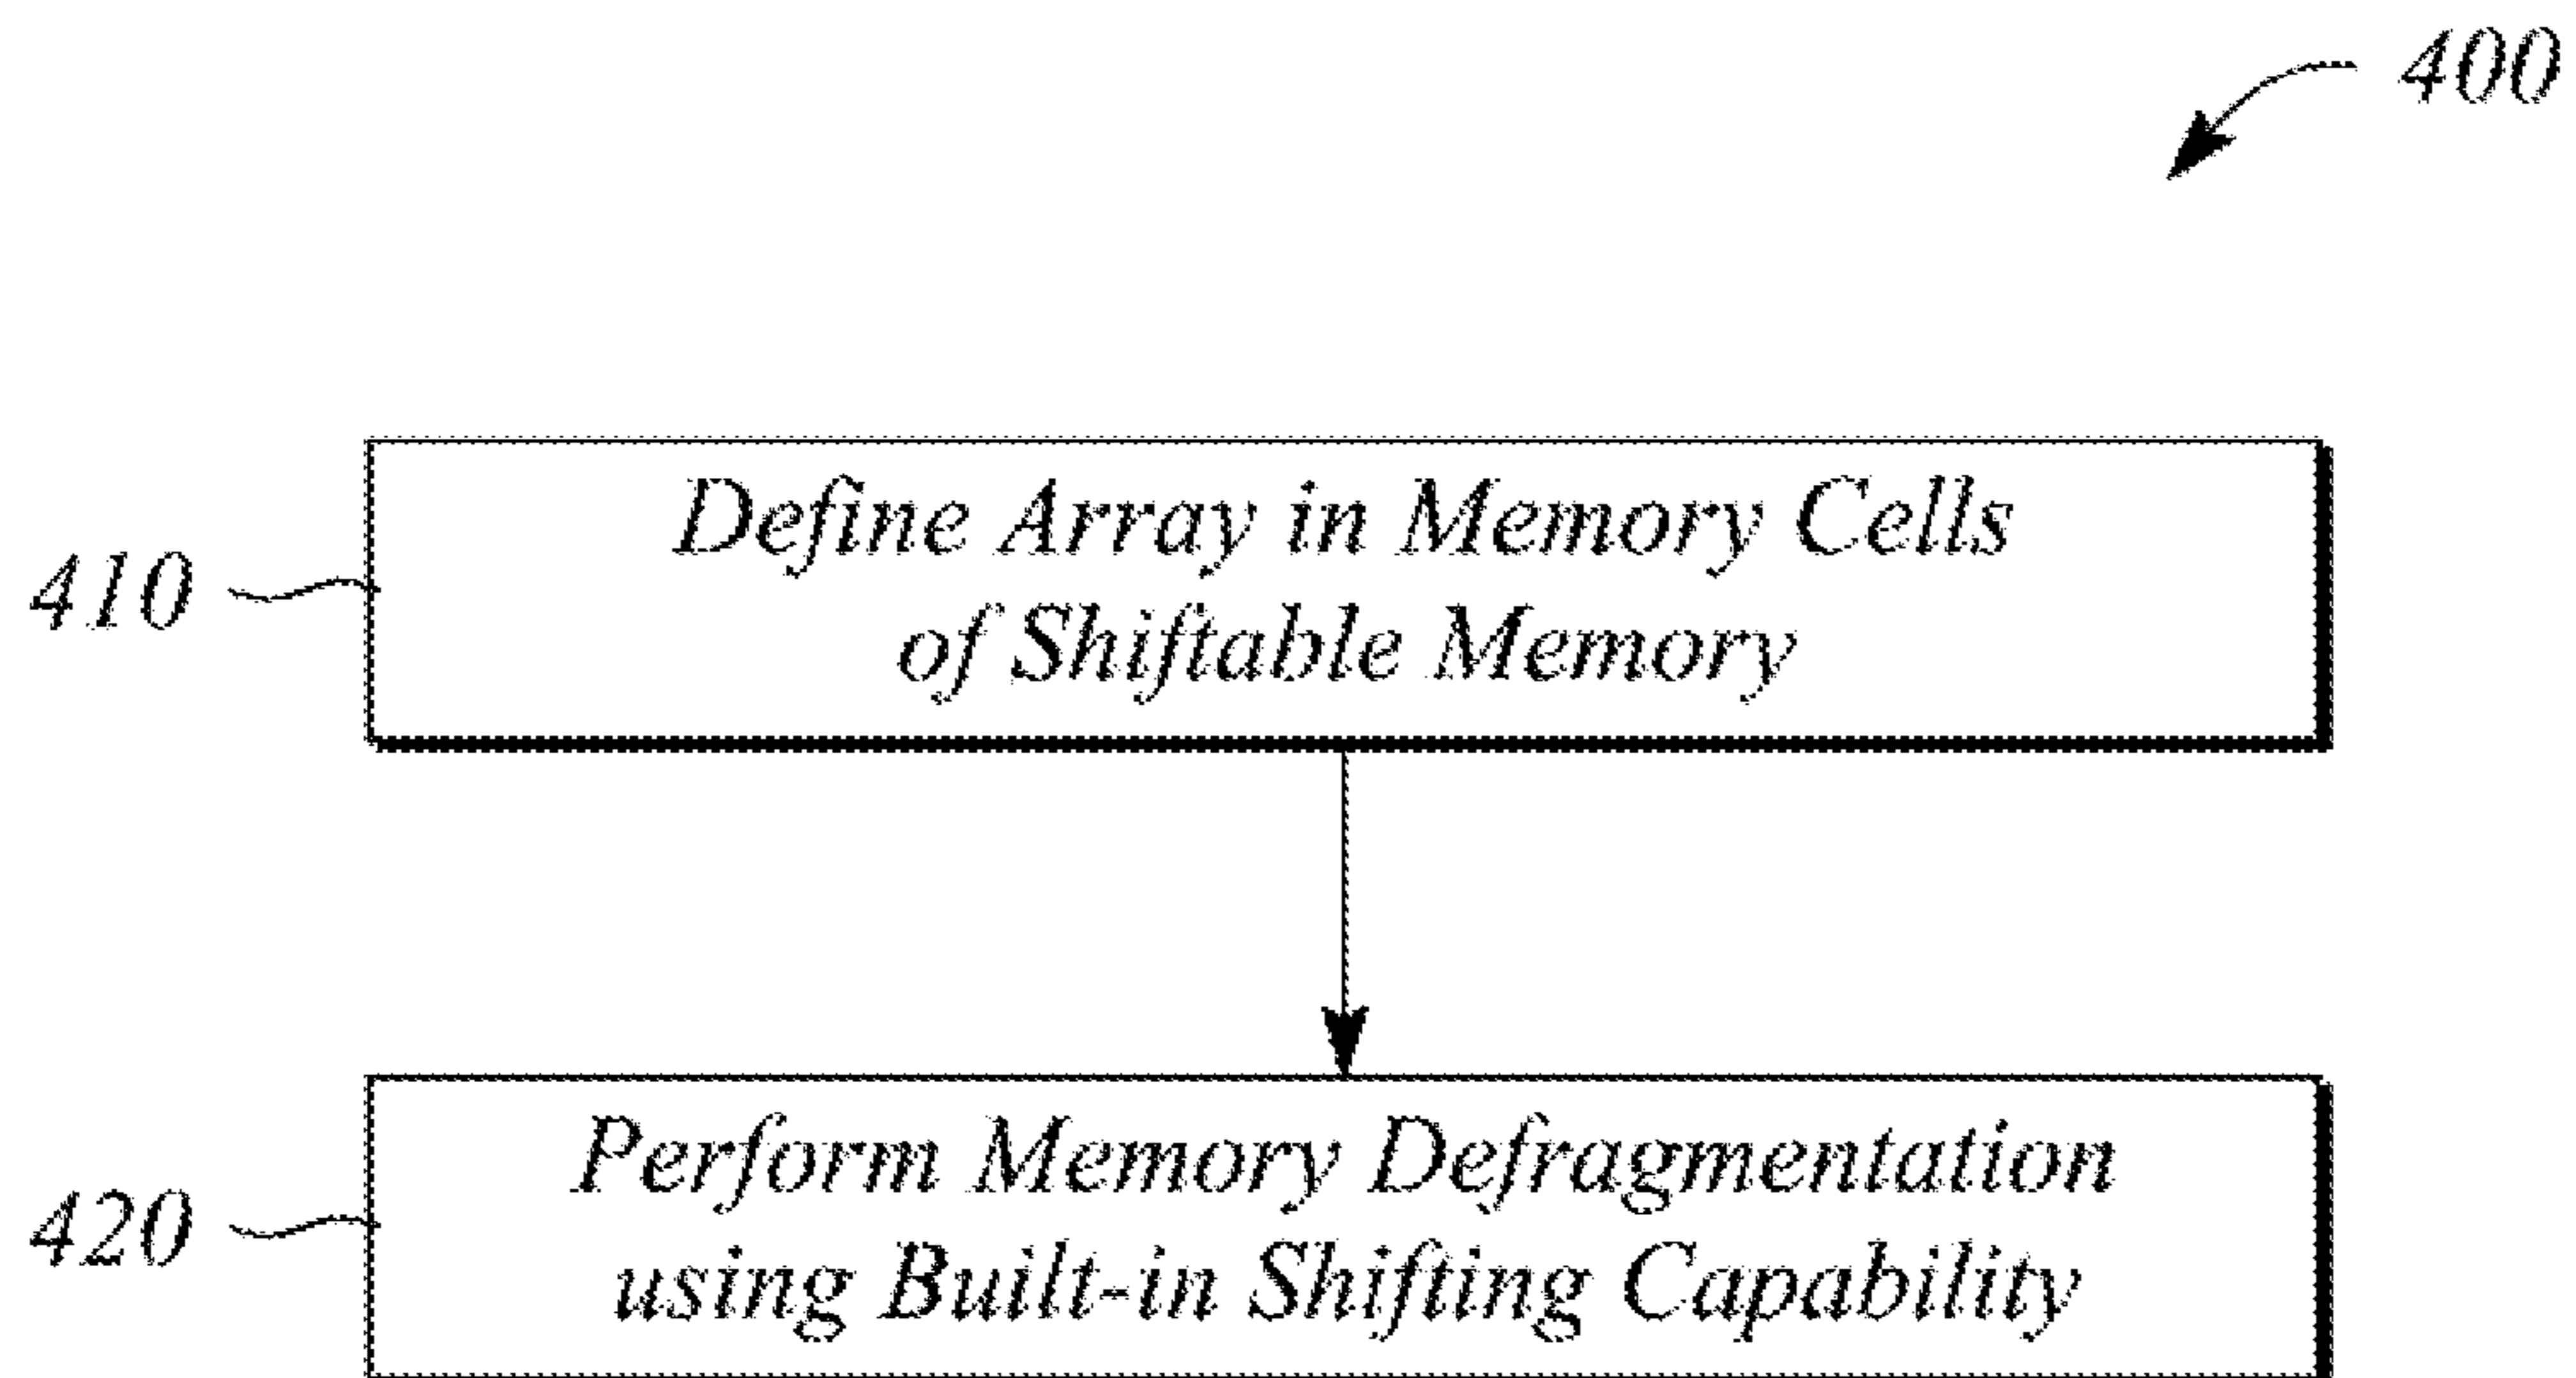 400
Define Array in Memory Cells
of Shiftable Memory
410
Perform Memory Defragmentation
using Built-in Shifting Capability
420